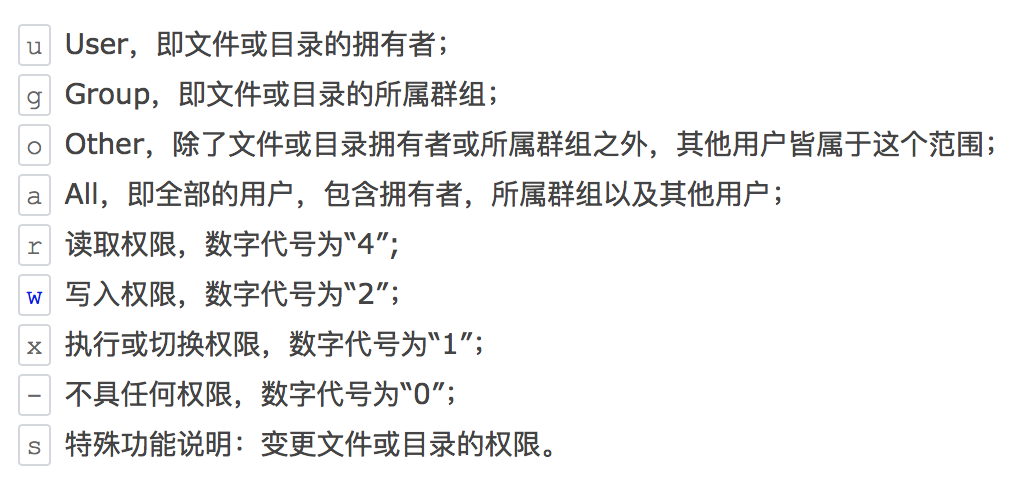 u User，即文件或目录的拥有者；
g Group，即文件或目录的所属群组；
o Other，除了文件或目录拥有者或所属群组之外，其他用户皆属于这个范围；
a All，即全部的用户，包含拥有者，所属群组以及其他用户；
r 读取权限，数字代号为“4”;
w 写入权限，数字代号为“2”；
x 执行或切换权限，数字代号为“1”；
- 不具任何权限，数字代号为“0”；
s 特殊功能说明：变更文件或目录的权限。